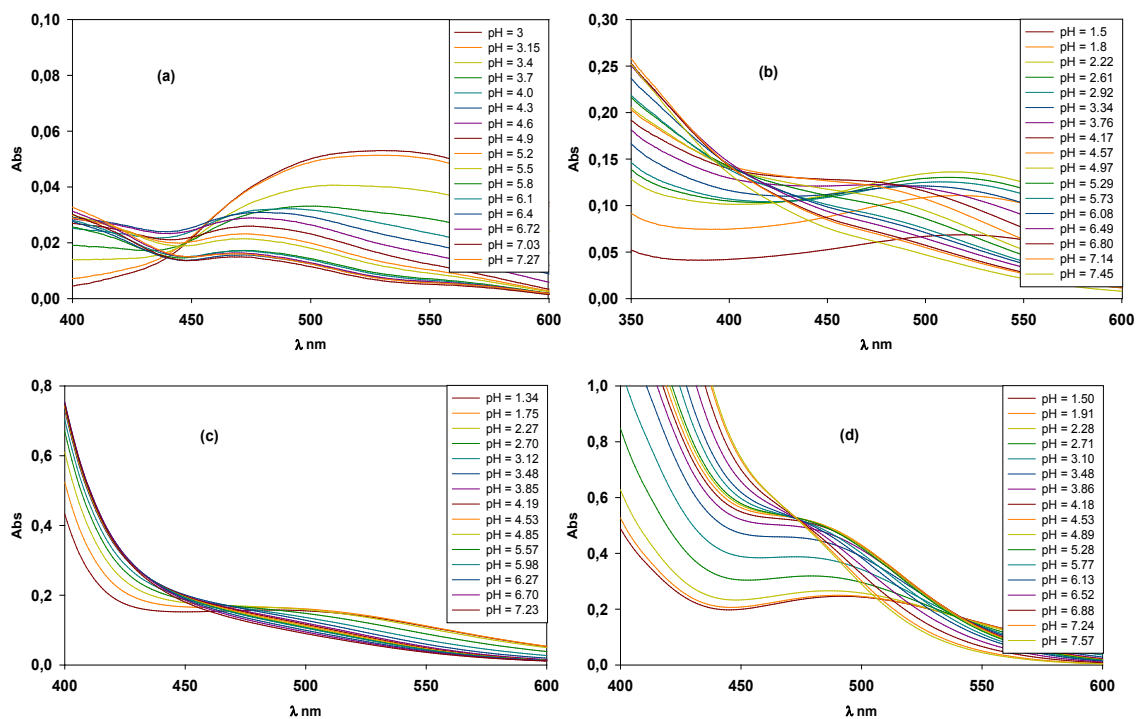 (a)
Abs
0,10
0,08
0,06
0,04
0,02
0,00
400
450
500
550
600
λ nm
pH = 3
pH = 3.15
pH = 3.4
pH = 3.7
pH = 4.0
pH = 4.3
pH = 4.6
pH = 4.9
pH = 5.2
pH = 5.5
pH = 5.8
pH = 6.1
pH = 6.4
pH = 6.72
pH = 7.03
pH = 7.27
(b)
Abs
0,30
0,25
0,20
0,15
0,10
0,05
0,00
350
400
450
500
550
600
λ nm
pH = 1.5
pH = 1.8
pH = 2.22
pH = 2.61
pH = 2.92
pH = 3.34
pH = 3.76
pH = 4.17
pH = 4.57
pH = 4.97
pH = 5.29
pH = 5.73
pH = 6.08
pH = 6.49
pH = 6.80
pH = 7.14
pH = 7.45
(c)
Abs
0,8
0,6
0,4
0,2
0,0
400
450
500
550
600
λ nm
pH = 1.34
pH = 1.75
pH = 2.27
pH = 2.70
pH = 3.12
pH = 3.48
pH = 3.85
pH = 4.19
pH = 4.53
pH = 4.85
pH = 5.57
pH = 5.98
pH = 6.27
pH = 6.70
pH = 7.23
(d)
Abs
1,0
0,8
0,6
0,4
0,2
0,0
400
450
500
550
600
λ nm
pH = 1.50
pH = 1.91
pH = 2.28
pH = 2.71
pH = 3.10
pH = 3.48
pH = 3.86
pH = 4.18
pH = 4.53
pH = 4.89
pH = 5.28
pH = 5.77
pH = 6.13
pH = 6.52
pH = 6.88
pH = 7.24
pH = 7.57